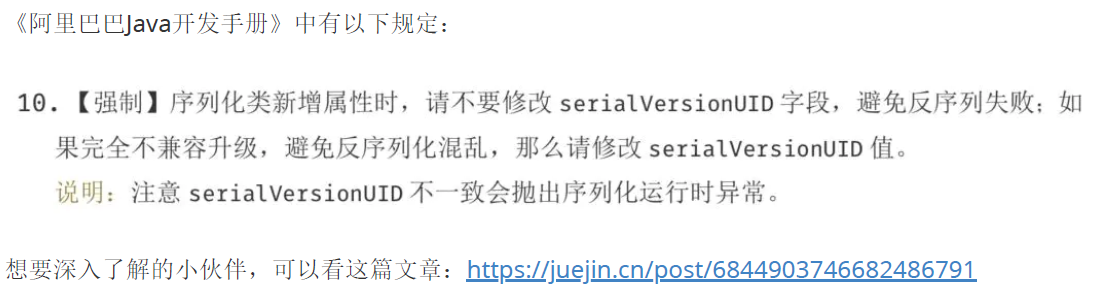 《阿里巴巴Java开发手册》中有以下规定：
10.【强制】序列化类新增属性时，请不要修改 serialVersionUID 字段，避免反序列失败；如
果完全不兼容升级，避免反序列化混乱，那么请修改 serialVersionUID 值。
说明：注意 serialVersionUID 不一致会抛出序列化运行时异常。
想要深入了解的小伙伴，可以看这篇文章：https://juejin.cn/post/6844903746682486791